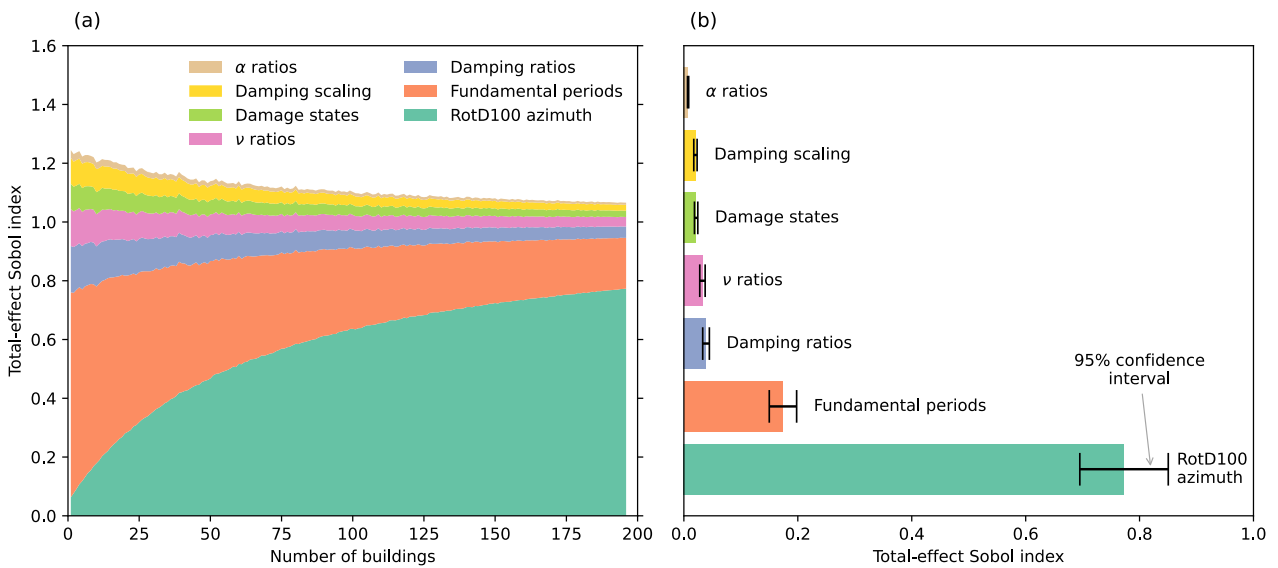 (a)
1.6
1.4
1.2
1.0
0.8
0.6
0.4
0.2
0.0
Total-effect Sobol index
α ratios
Damping scaling
Damage states
ν ratios
Damping ratios
Fundamental periods
RotD100 azimuth
0
25
50
75
100
125
150
175
200
Number of buildings
(b)
α ratios
Damping scaling
Damage states
ν ratios
Damping ratios
Fundamental periods
95% confidence
interval
RotD100
azimuth
0.0
0.2
0.4
0.6
0.8
1.0
Total-effect Sobol index